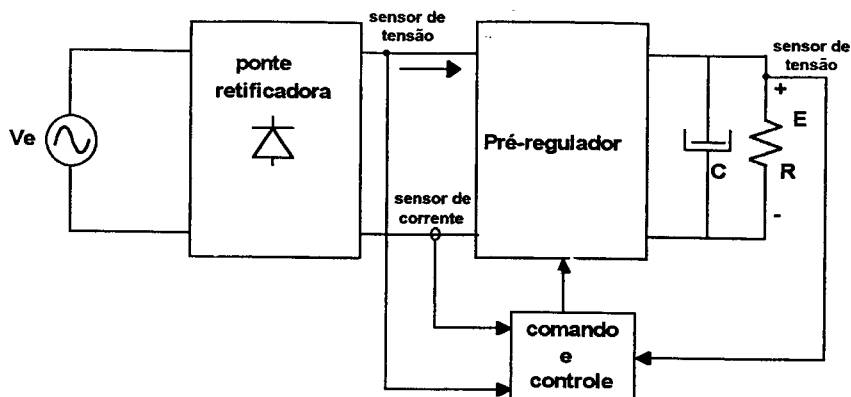 sensor de
tensão
ponte
retificadora
Ve
Pré-regulador
sensor de
tensão
+
E
R
C
-
sensor de
corrente
comando
e
controle